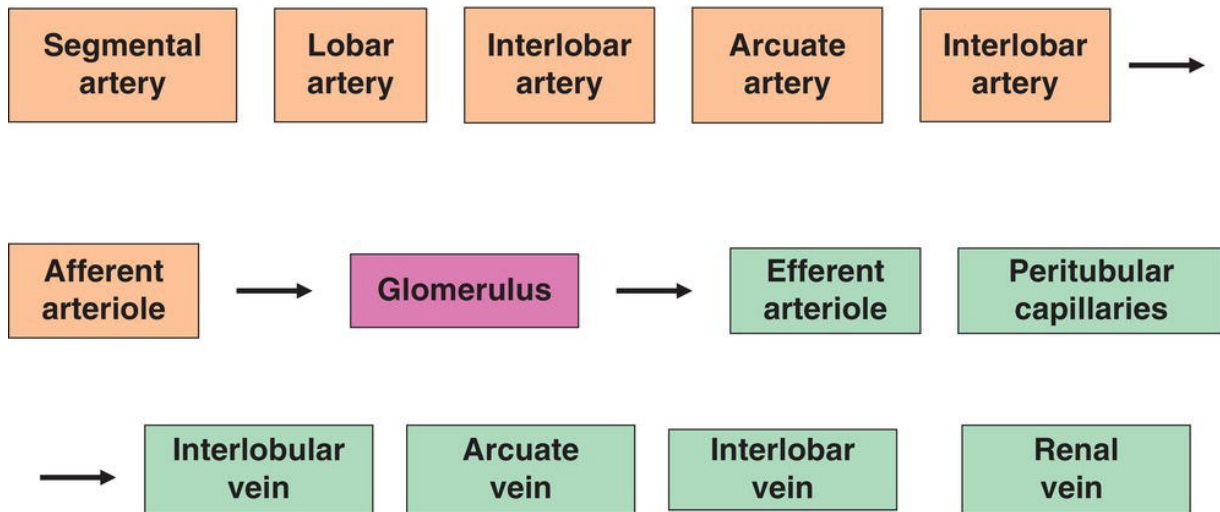 Segmental
artery
Lobar
artery
Interlobar
artery
Arcuate
artery
Interlobar
artery
Afferent
arteriole
Glomerulus
Efferent
arteriole
Peritubular
capillaries
Interlobular
vein
Arcuate
vein
Interlobar
vein
Renal
vein